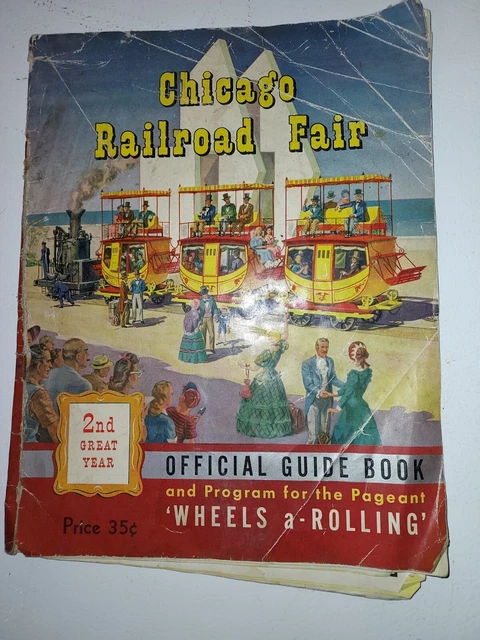 Chicago
Railroad Fair
2nd
GREAT
YEAR
OFFICIAL GUIDE BOOK
and Program for the Pageant
'WHEELS a-ROLLING'
Price 35¢